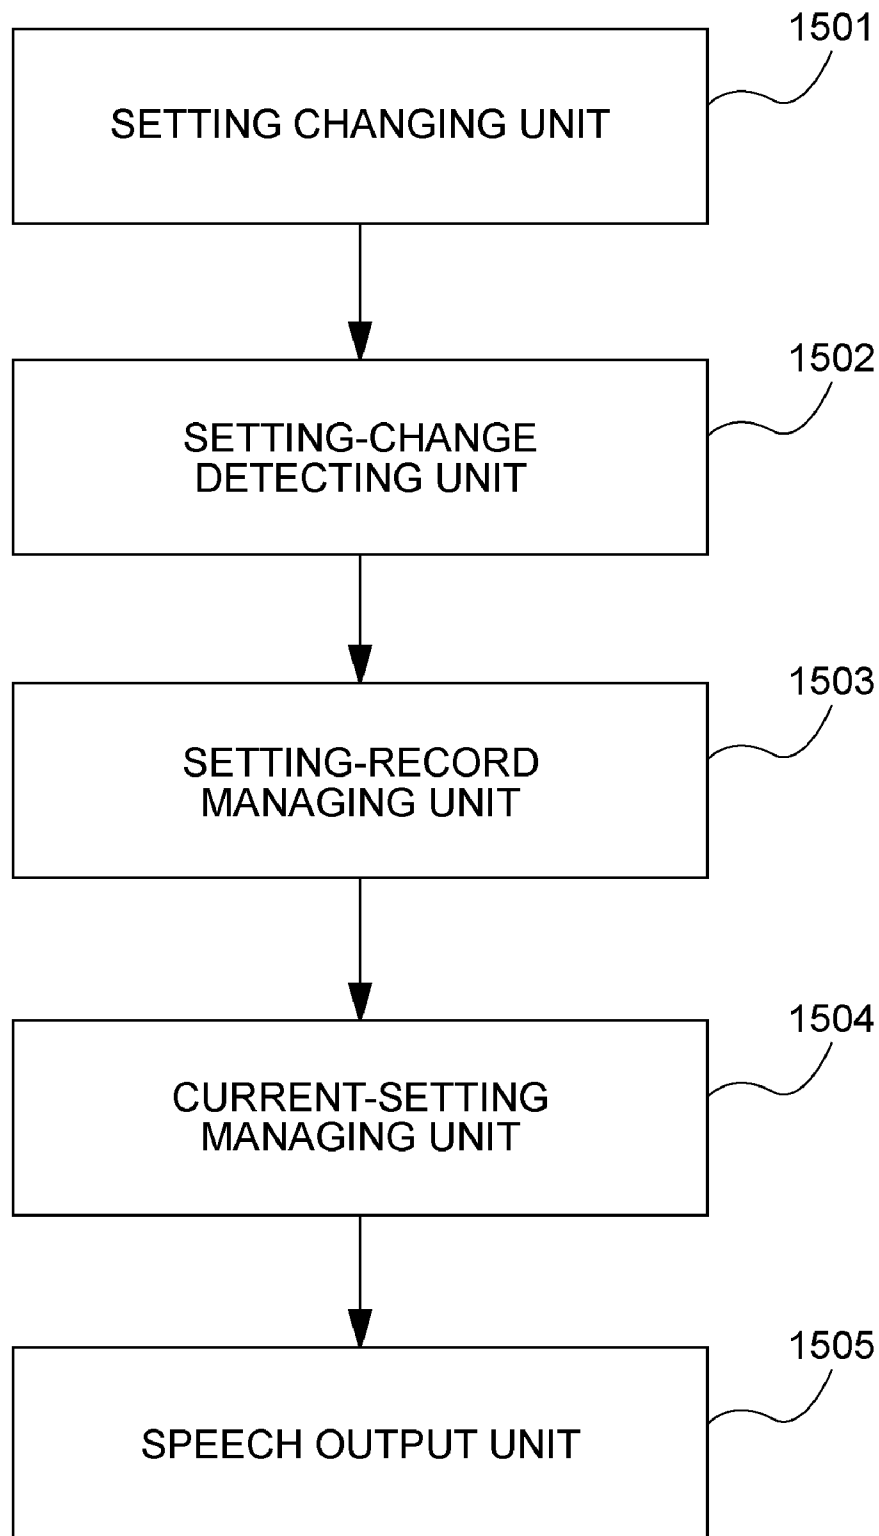 1501
SETTING CHANGING UNIT
1502
SETTING-CHANGE
DETECTING UNIT
1503
SETTING-RECORD
MANAGING UNIT
1504
CURRENT-SETTING
MANAGING UNIT
1505
SPEECH OUTPUT UNIT